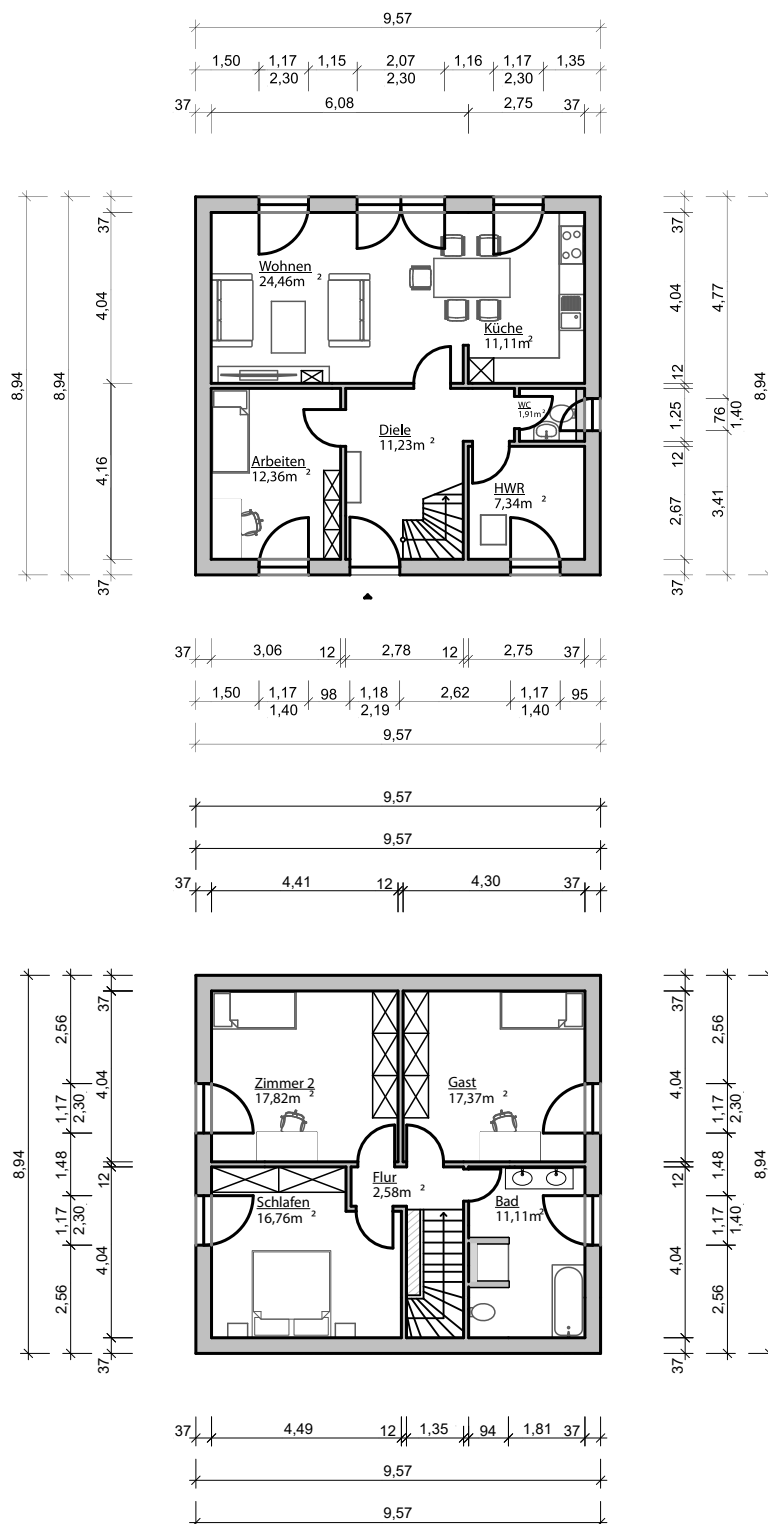 9,57
1,50 1,17 1,15 2,07 1,16 1,17 1,35
2,30 2,30 2,30
37 6,08 2,75 37
8,94
8,94
37
4,04
4,16
37
Wohnen
24,46m²
Küche
11,11m²
WC
1,91m²
Diele
11,23m²
Arbeiten
12,36m²
HWR
7,34m²
37
4,04
12
1,25
12
2,67
37
4,77
76
1,40
3,41
8,94
37 3,06 12 2,78 12 2,75 37
1,50 1,17 98 1,18 2,62 1,17 95
1,40 2,19 1,40
9,57
9,57
9,57
37 4,41 12 4,30 37
8,94
2,56
1,17
2,30
1,48
1,17
2,30
2,56
37
4,04
12
4,04
37
Zimmer 2
17,82m²
Gast
17,37m²
Flur
2,58m²
Schlafen
16,76m²
Bad
11,11m²
37
4,04
12
4,04
37
2,56
1,17
2,30
1,48
1,17
1,40
2,56
8,94
37 4,49 12 1,35 94 1,81 37
9,57
9,57